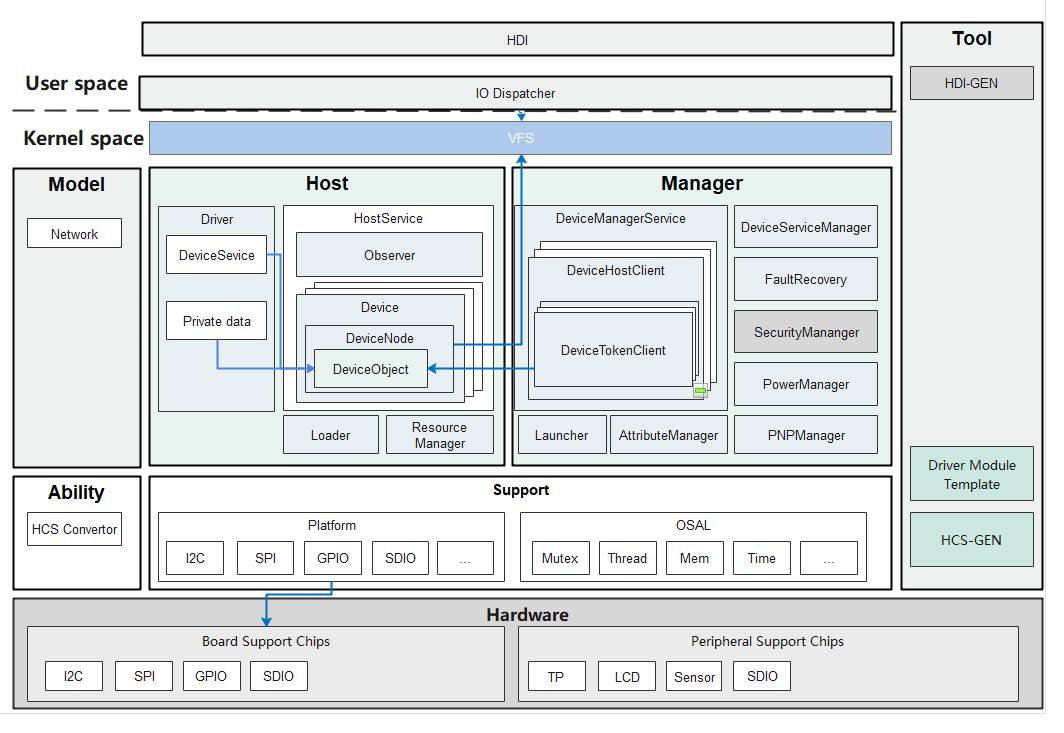 HDI
Tool
HDI-GEN
User space
IO Dispatcher
Kernel space
VFS
Model
Network
Host
Driver
DeviceSevice
Private data
HostService
Observer
Device
DeviceNode
DeviceObject
Loader
Resource
Manager
Manager
DeviceManagerService
DeviceHostClient
DeviceTokenClient
Launcher
AttributeManager
DeviceServiceManager
FaultRecovery
SecurityMananger
PowerManager
PNPManager
Driver Module
Template
HCS-GEN
Ability
HCS Convertor
Support
Platform
I2C
SPI
GPIO
SDIO
...
OSAL
Mutex
Thread
Mem
Time
...
Hardware
Board Support Chips
I2C
SPI
GPIO
SDIO
Peripheral Support Chips
TP
LCD
Sensor
SDIO